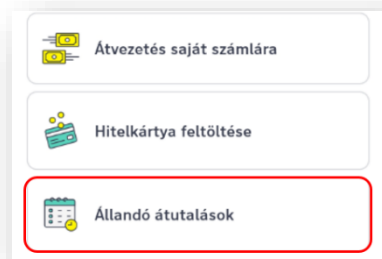 Átvezetés saját számlára
Hitelkártya feltöltése
Állandó átutalások